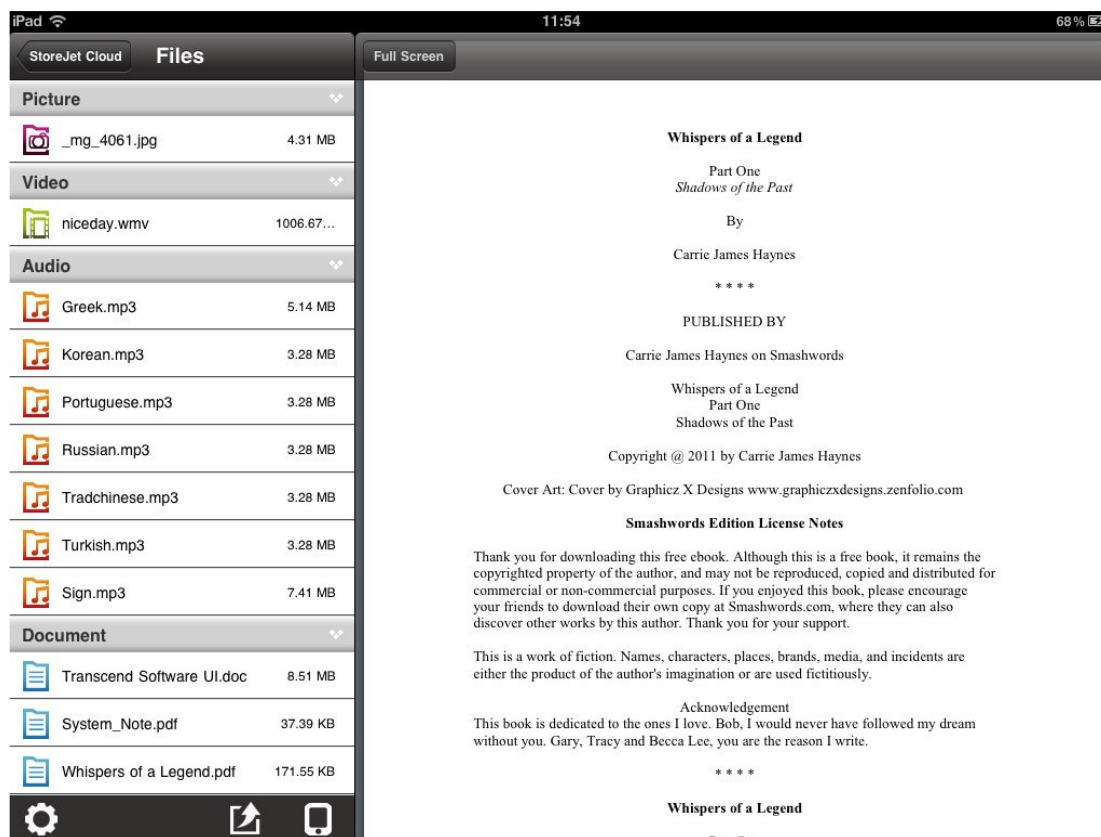 iPad 11:54 68%
StoreJet Cloud Files
Picture
_mg_4061.jpg 4.31 MB
Video
niceday.wmv 1006.67...
Audio
Greek.mp3 5.14 MB
Korean.mp3 3.28 MB
Portuguese.mp3 3.28 MB
Russian.mp3 3.28 MB
Tradchinese.mp3 3.28 MB
Turkish.mp3 3.28 MB
Sign.mp3 7.41 MB
Document
Transcend Software UI.doc 8.51 MB
System_Note.pdf 37.39 KB
Whispers of a Legend.pdf 171.55 KB
Full Screen
Whispers of a Legend
Part One
Shadows of the Past
By
Carrie James Haynes
* * * *
PUBLISHED BY
Carrie James Haynes on Smashwords
Whispers of a Legend
Part One
Shadows of the Past
Copyright @ 2011 by Carrie James Haynes
Cover Art: Cover by Graphicz X Designs www.graphiczxdesigns.zenfolio.com
Smashwords Edition License Notes
Thank you for downloading this free ebook. Although this is a free book, it remains the
copyrighted property of the author, and may not be reproduced, copied and distributed for
commercial or non-commercial purposes. If you enjoyed this book, please encourage
your friends to download their own copy at Smashwords.com, where they can also
discover other works by this author. Thank you for your support.
This is a work of fiction. Names, characters, places, brands, media, and incidents are
either the product of the author's imagination or are used fictitiously.
Acknowledgement
This book is dedicated to the ones I love. Bob, I would never have followed my dream
without you. Gary, Tracy and Becca Lee, you are the reason I write.
* * * *
Whispers of a Legend